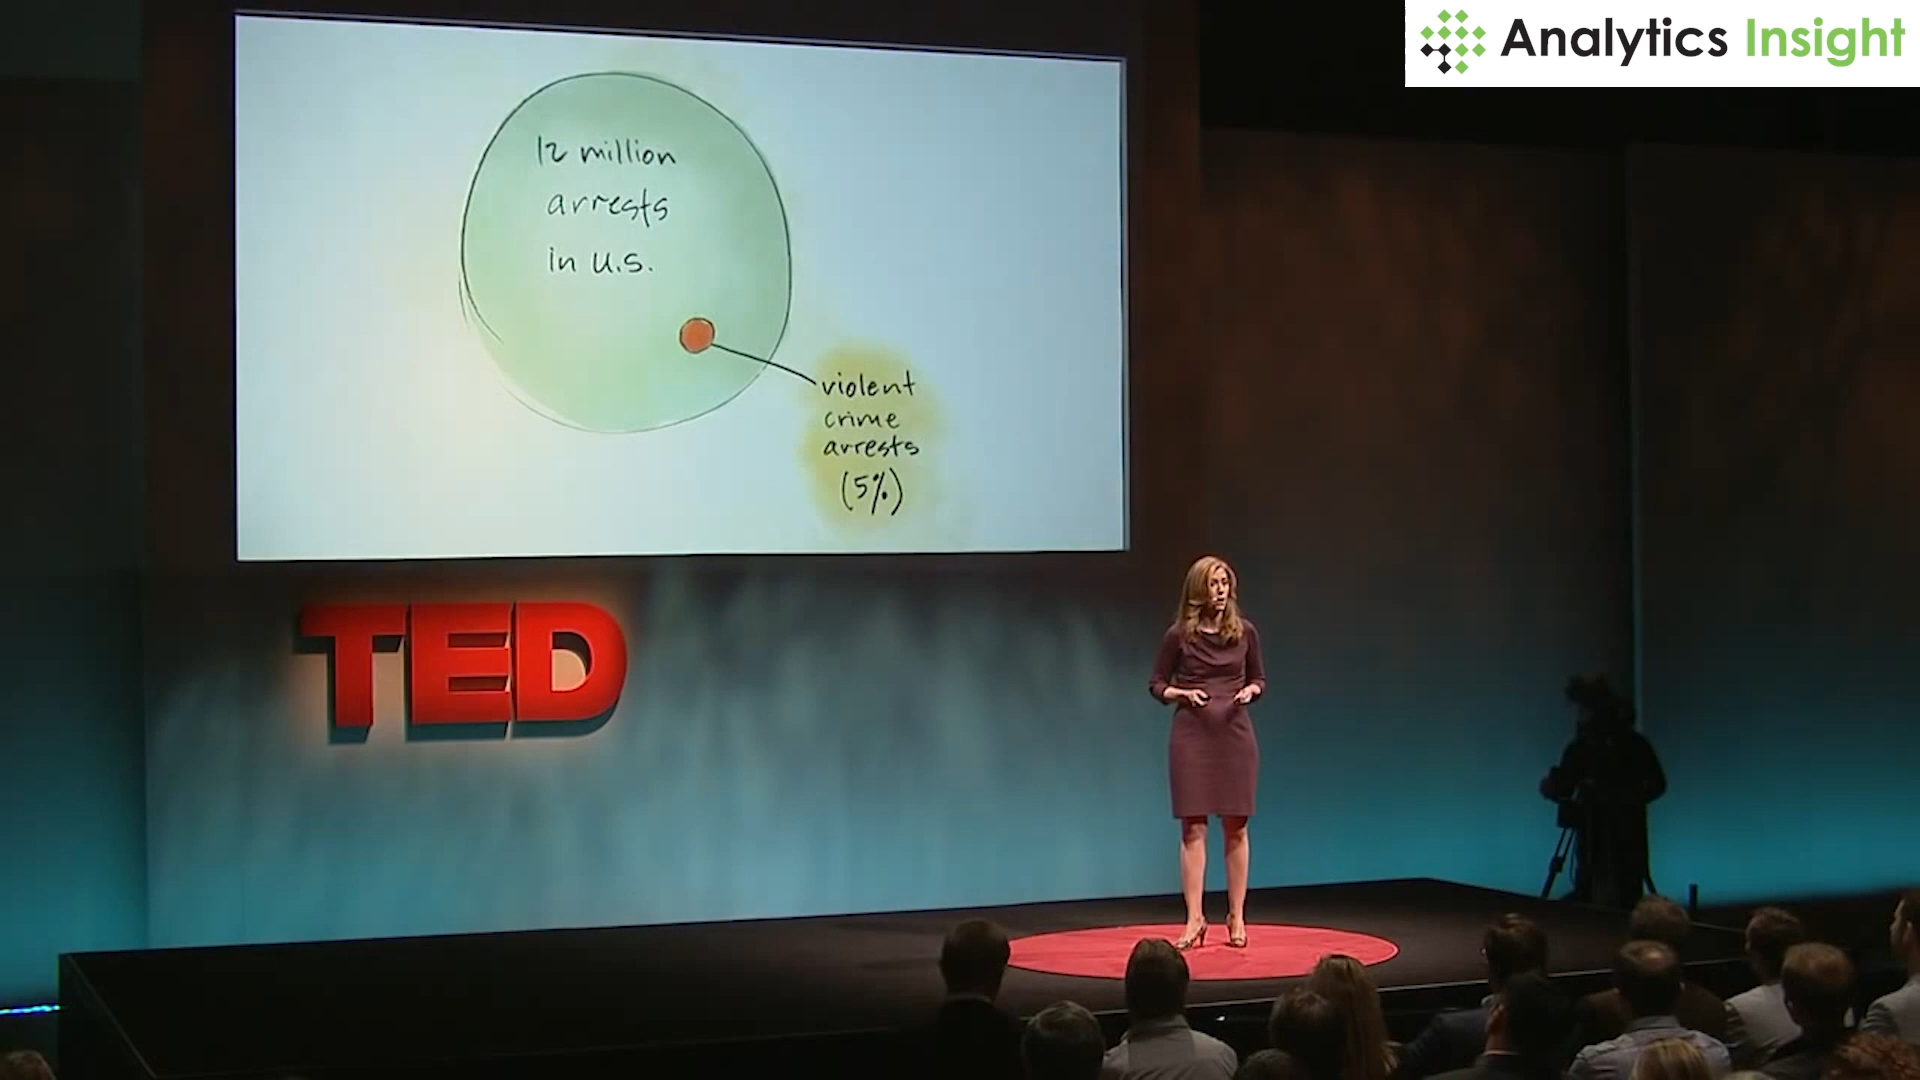 Analytics Insight
12 million
arrests
in U.S.
violent
crime
arrests
(5%)
TED